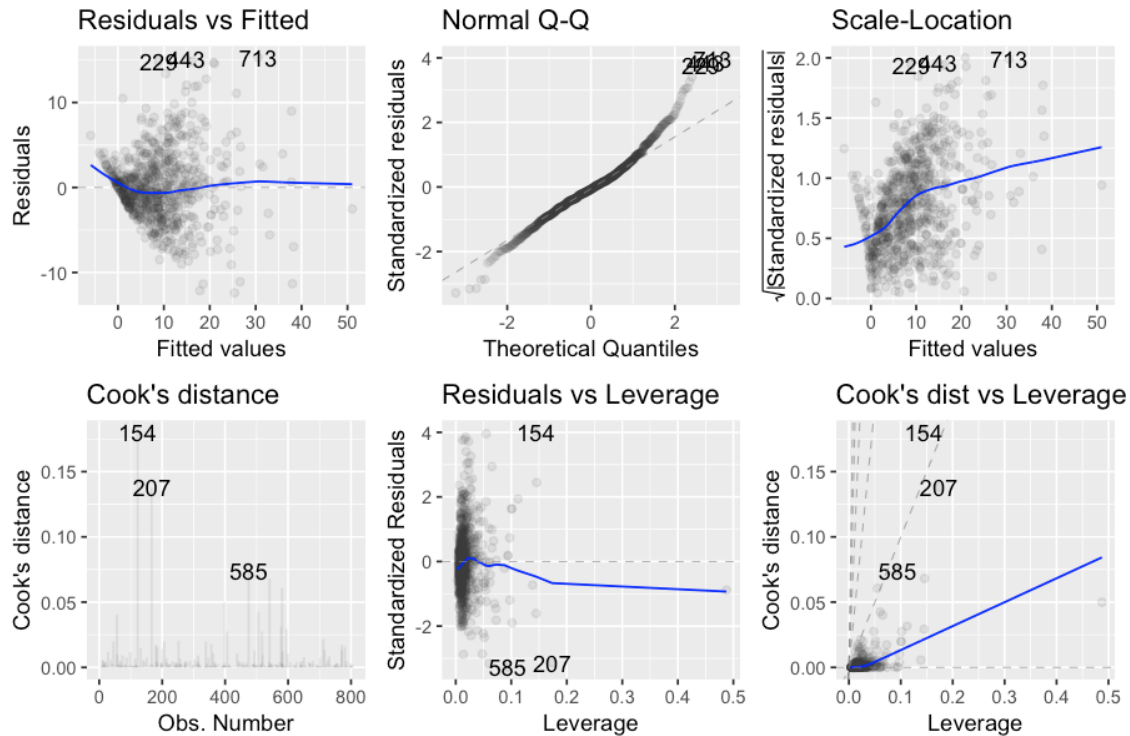 Residuals vs Fitted
229
443
713
10
0
-10
Residuals
0 10 20 30 40 50
Fitted values
Normal Q-Q
713
4
2
0
-2
Standardized residuals
-2 0 2
Theoretical Quantiles
Scale-Location
229
443
713
2.0
1.5
1.0
0.5
0.0
√|Standardized residuals|
0 10 20 30 40 50
Fitted values
Cook's distance
154
207
585
0.15
0.10
0.05
0.00
Cook's distance
0 200 400 600 800
Obs. Number
Residuals vs Leverage
154
585
207
4
2
0
-2
Standardized Residuals
0.0 0.1 0.2 0.3 0.4 0.5
Leverage
Cook's dist vs Leverage
154
207
585
0.15
0.10
0.05
0.00
Cook's distance
0.0 0.1 0.2 0.3 0.4 0.5
Leverage